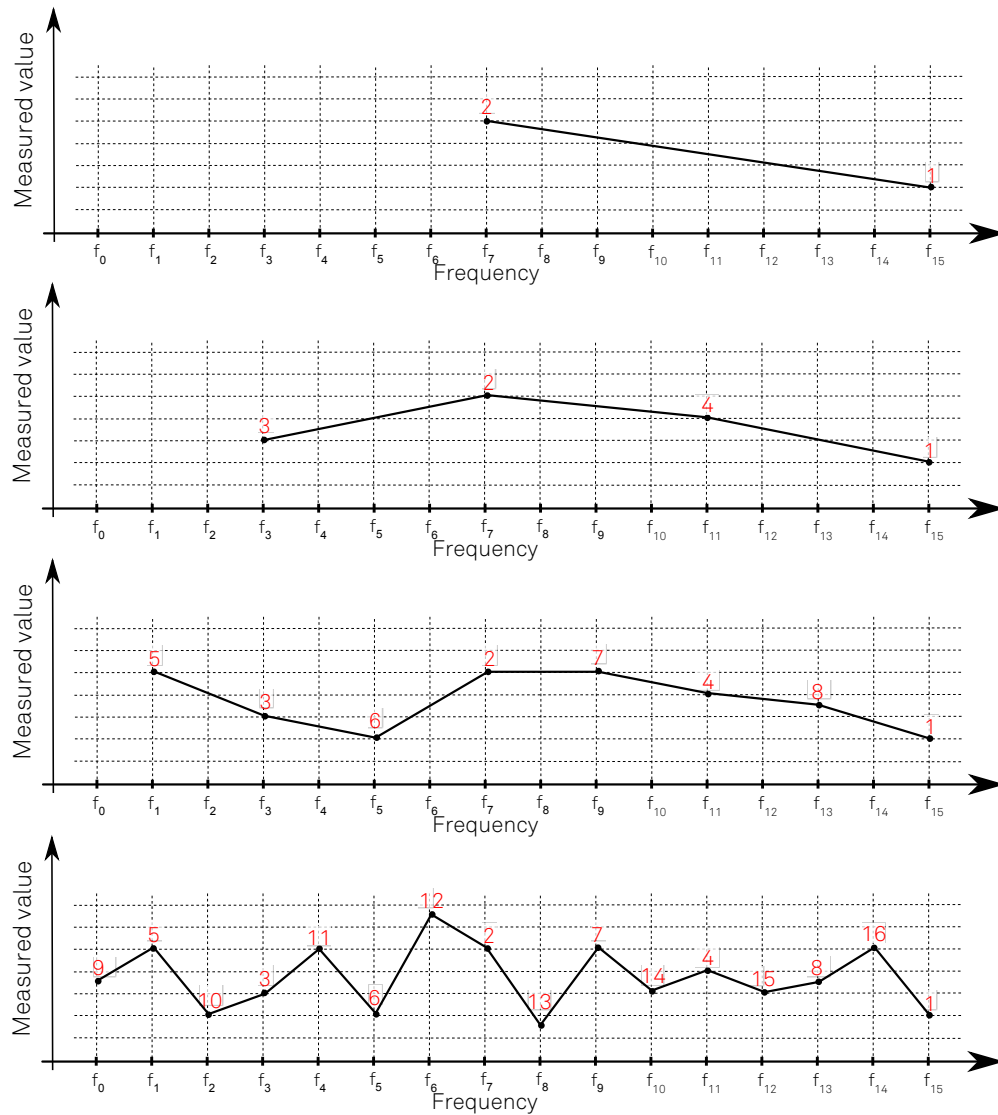 Measured value
2
1
f₀ f₁ f₂ f₃ f₄ f₅ f₆ f₇ f₈ f₉ f₁₀ f₁₁ f₁₂ f₁₃ f₁₄ f₁₅
Frequency
Measured value
2
4
3
1
f₀ f₁ f₂ f₃ f₄ f₅ f₆ f₇ f₈ f₉ f₁₀ f₁₁ f₁₂ f₁₃ f₁₄ f₁₅
Frequency
Measured value
5 2 7
3 4 8
6 1
f₀ f₁ f₂ f₃ f₄ f₅ f₆ f₇ f₈ f₉ f₁₀ f₁₁ f₁₂ f₁₃ f₁₄ f₁₅
Frequency
Measured value
12
5 11 2 7 16
9 3 14 4 15 8
10 6 13 1
f₀ f₁ f₂ f₃ f₄ f₅ f₆ f₇ f₈ f₉ f₁₀ f₁₁ f₁₂ f₁₃ f₁₄ f₁₅
Frequency